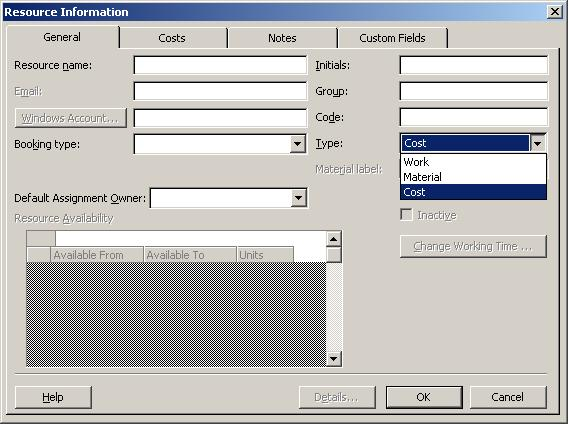 Resource Information
General Costs Notes Custom Fields
Resource name: Initials:
Email: Group:
Windows Account... Code:
Booking type: Type: Cost
Work
Material label: Material
Default Assignment Owner: Cost
Resource Availability Inactive
Available From Available To Units Change Working Time ...
Help Details... OK Cancel